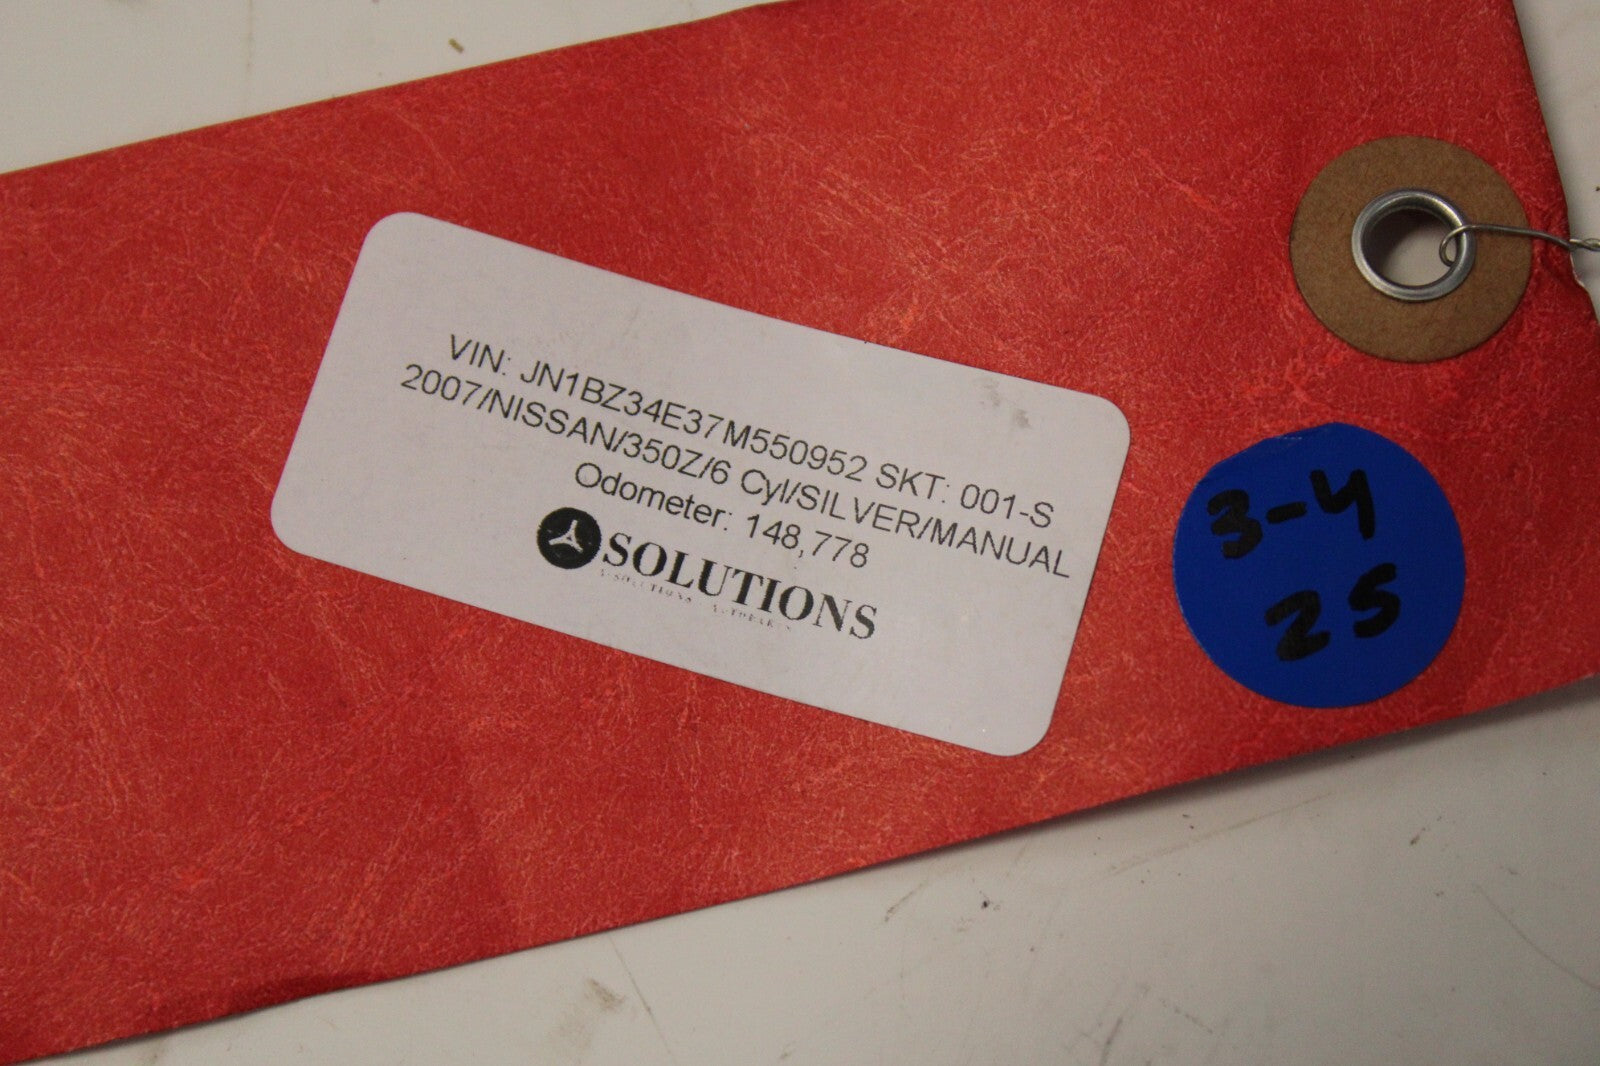 VIN: JN1BZ34E37M550952 SKT: 001-S
2007/NISSAN/350Z/6 Cyl/SILVER/MANUAL
Odometer: 148,778
SOLUTIONS
3-4
25